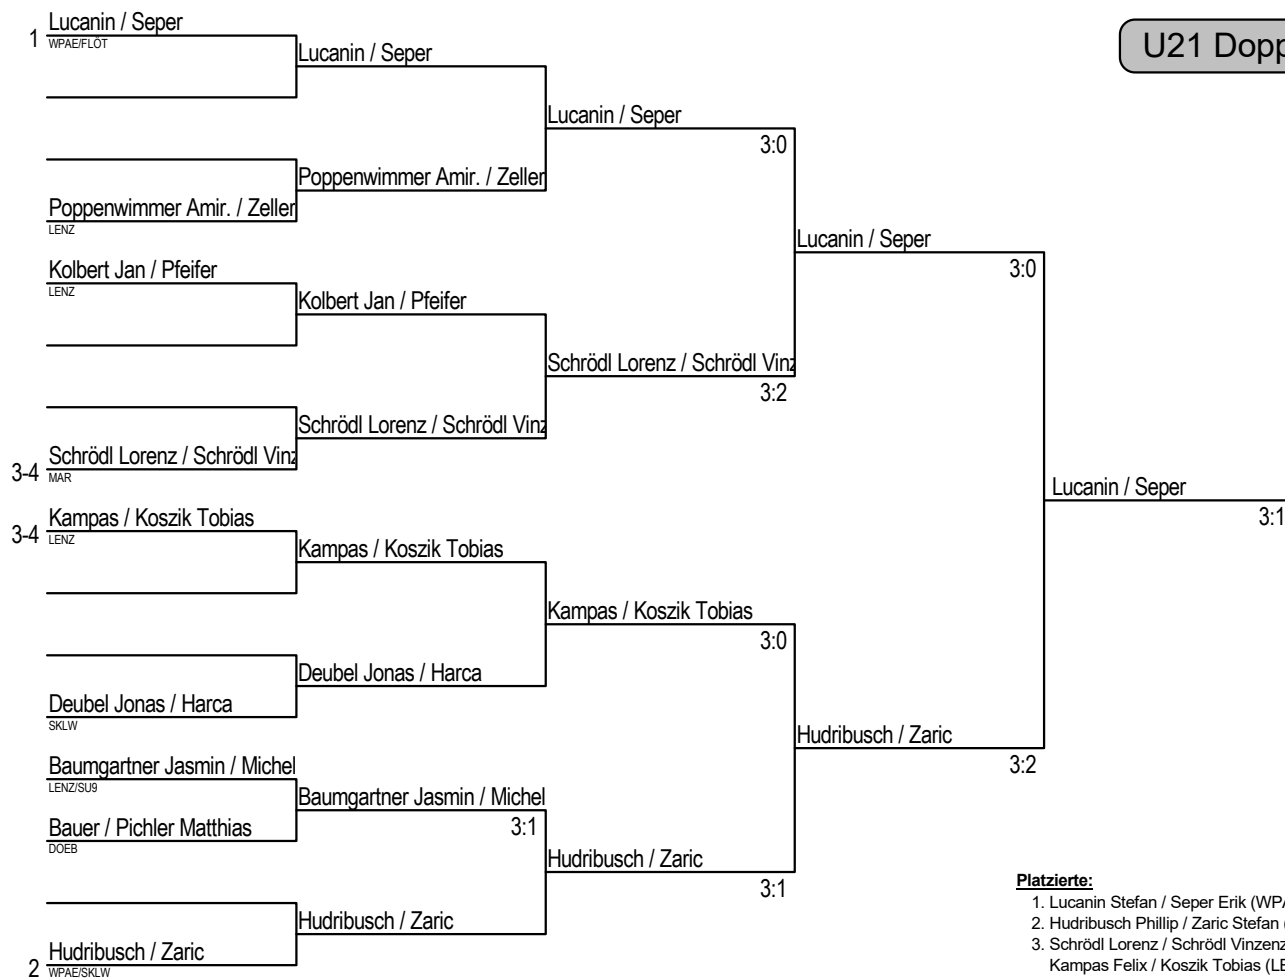 U21 Dopp
1 Lucanin / Seper
WPAE/FLÖT
Poppenwimmer Amir. / Zeller
LENZ
Kolbert Jan / Pfeifer
LENZ
Schrödl Lorenz / Schrödl Vinz
3-4 MAR
Kampas / Koszik Tobias
3-4 LENZ
Deubel Jonas / Harca
SKLW
Baumgartner Jasmin / Michel
LENZ/SU9
Bauer / Pichler Matthias
DOEB
Hudribusch / Zaric
2 WPAE/SKLW
Lucanin / Seper
Poppenwimmer Amir. / Zeller
Kolbert Jan / Pfeifer
Schrödl Lorenz / Schrödl Vinz
Kampas / Koszik Tobias
Deubel Jonas / Harca
Baumgartner Jasmin / Michel
3:1
Hudribusch / Zaric
Lucanin / Seper
3:0
Schrödl Lorenz / Schrödl Vinz
3:2
Kampas / Koszik Tobias
3:0
Hudribusch / Zaric
3:1
Lucanin / Seper
3:0
Hudribusch / Zaric
3:2
Lucanin / Seper
3:1
Platzierte:
1. Lucanin Stefan / Seper Erik (WPA
2. Hudribusch Phillip / Zaric Stefan (
3. Schrödl Lorenz / Schrödl Vinzenz
Kampas Felix / Koszik Tobias (LE